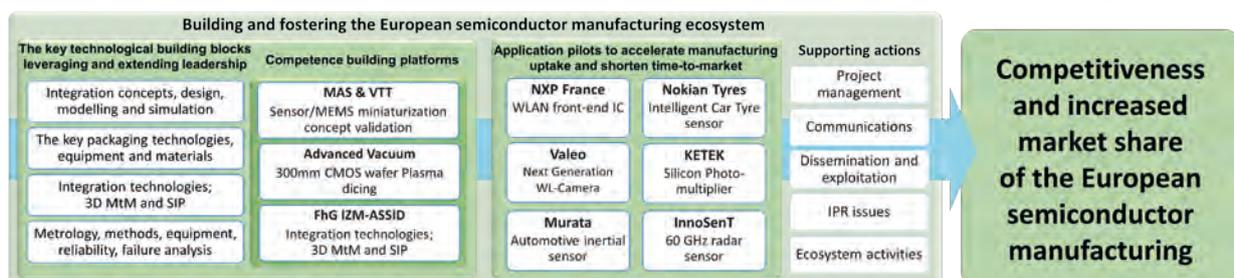 Building and fostering the European semiconductor manufacturing ecosystem
The key technological building blocks
leveraging and extending leadership
Integration concepts, design,
modelling and simulation
The key packaging technologies,
equipment and materials
Integration technologies;
3D MtM and SIP
Metrology, methods, equipment,
reliability, failure analysis
Competence building platforms
MAS & VTT
Sensor/MEMS miniaturization
concept validation
Advanced Vacuum
300mm CMOS wafer Plasma
dicing
FhG IZM-ASSID
Integration technologies;
3D MtM and SIP
Application pilots to accelerate manufacturing
uptake and shorten time-to-market
NXP France
WLAN front-end IC
Nokian Tyres
Intelligent Car Tyre
sensor
Valeo
Next Generation
WL-Camera
KETEK
Silicon Photo-
multiplier
Murata
Automotive inertial
sensor
InnoSenT
60 GHz radar
sensor
Supporting actions
Project
management
Communications
Dissemination and
exploitation
IPR issues
Ecosystem activities
Competitiveness
and increased
market share
of the European
semiconductor
manufacturing